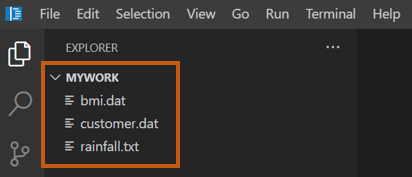 File Edit Selection View Go Run Terminal Help
EXPLORER ...
MYWORK
bmi.dat
customer.dat
rainfall.txt